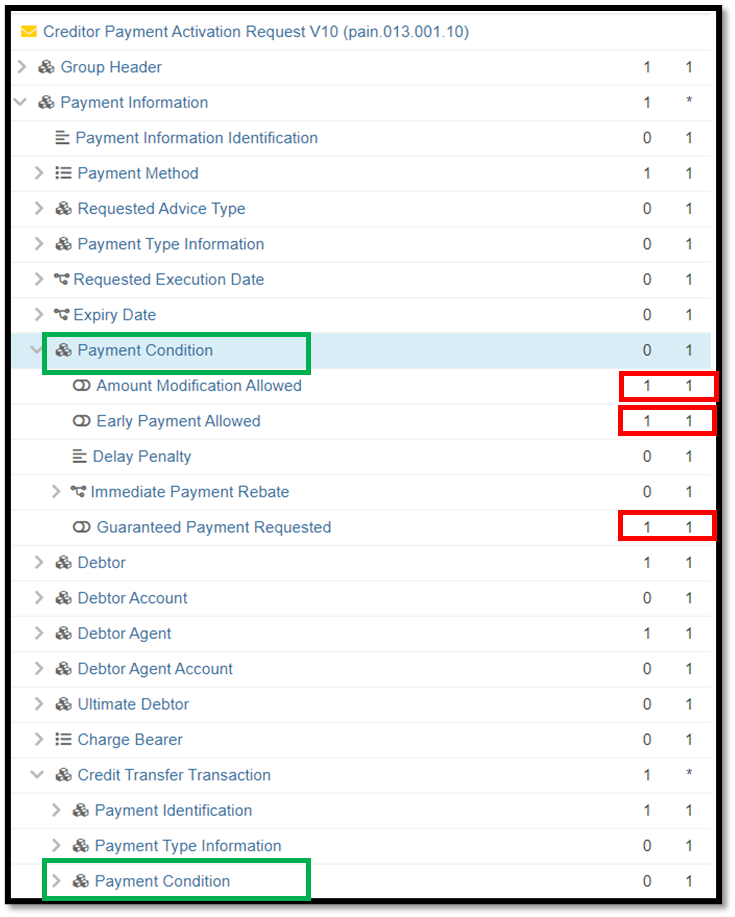 Creditor Payment Activation Request V10 (pain.013.001.10)
Group Header 1 1
Payment Information 1 *
Payment Information Identification 0 1
Payment Method 1 1
Requested Advice Type 0 1
Payment Type Information 0 1
Requested Execution Date 0 1
Expiry Date 0 1
Payment Condition 0 1
Amount Modification Allowed 1 1
Early Payment Allowed 1 1
Delay Penalty 0 1
Immediate Payment Rebate 0 1
Guaranteed Payment Requested 1 1
Debtor 1 1
Debtor Account 0 1
Debtor Agent 1 1
Debtor Agent Account 0 1
Ultimate Debtor 0 1
Charge Bearer 0 1
Credit Transfer Transaction 1 *
Payment Identification 1 1
Payment Type Information 0 1
Payment Condition 0 1